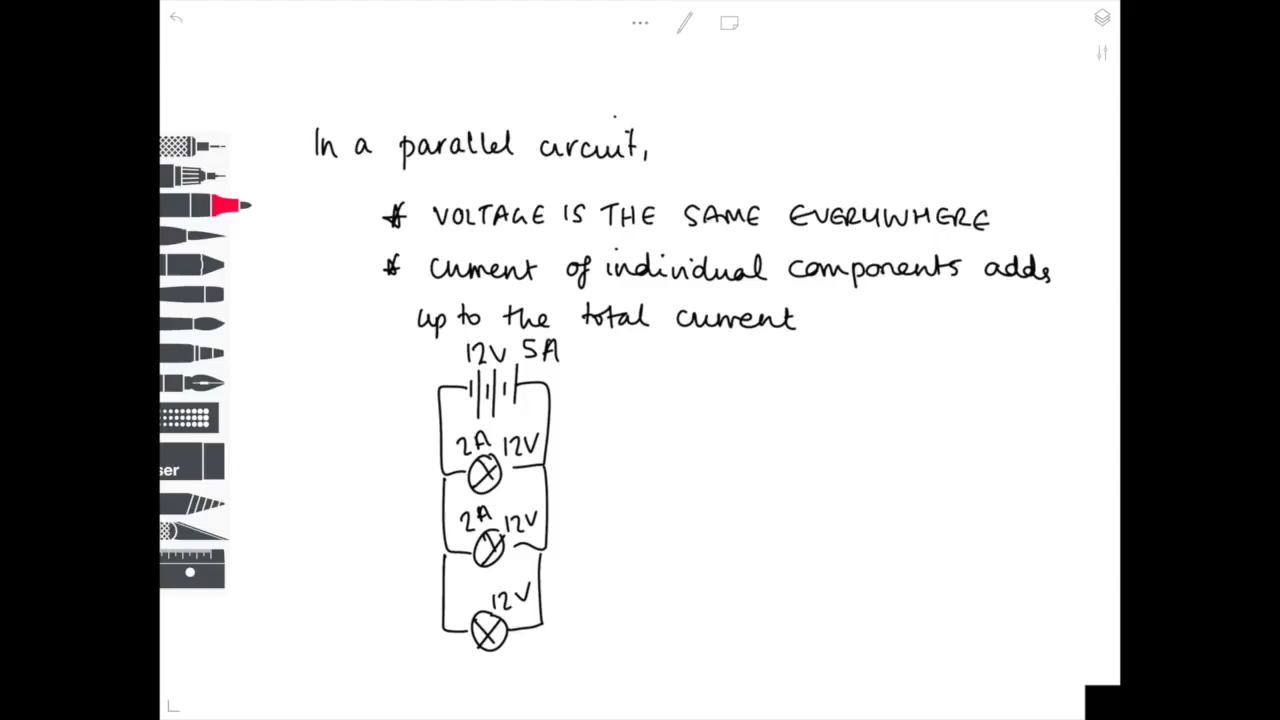 In a parallel circuit,
* VOLTAGE IS THE SAME EVERYWHERE
* current of individual components adds
up to the total current
12V 5A
2A 12V
2A 12V
12V
ser